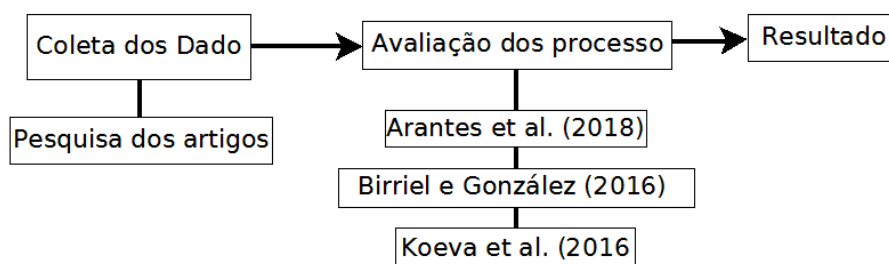 Coleta dos Dado
Avaliação dos processo
Resultado
Pesquisa dos artigos
Arantes et al. (2018)
Birriel e González (2016)
Koeva et al. (2016